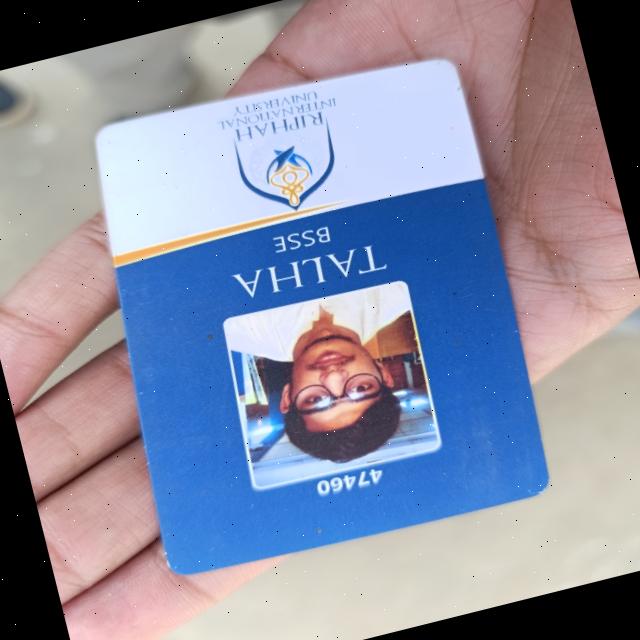 47460
TALHA
BSSE
RIPHAH
INTERNATIONAL
UNIVERSITY